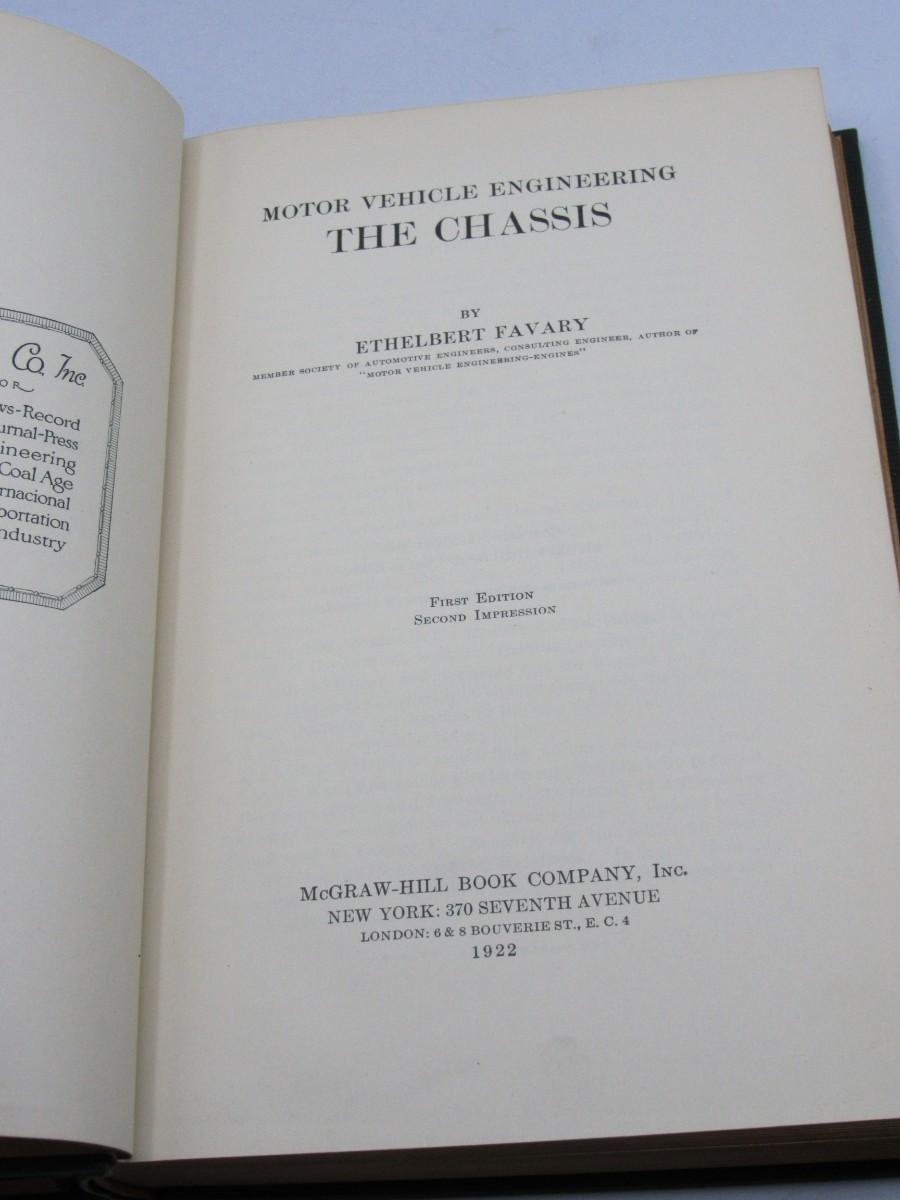 Co. Inc.
OR
ws-Record
urnal-Press
ineering
Coal Age
rnacional
portation
ndustry
MOTOR VEHICLE ENGINEERING
THE CHASSIS
BY
ETHELBERT FAVARY
MEMBER SOCIETY OF AUTOMOTIVE ENGINEERS, CONSULTING ENGINEER, AUTHOR OF
"MOTOR VEHICLE ENGINEERING-ENGINES"
FIRST EDITION
SECOND IMPRESSION
McGRAW-HILL BOOK COMPANY, INC.
NEW YORK: 370 SEVENTH AVENUE
LONDON: 6 & 8 BOUVERIE ST., E. C. 4
1922